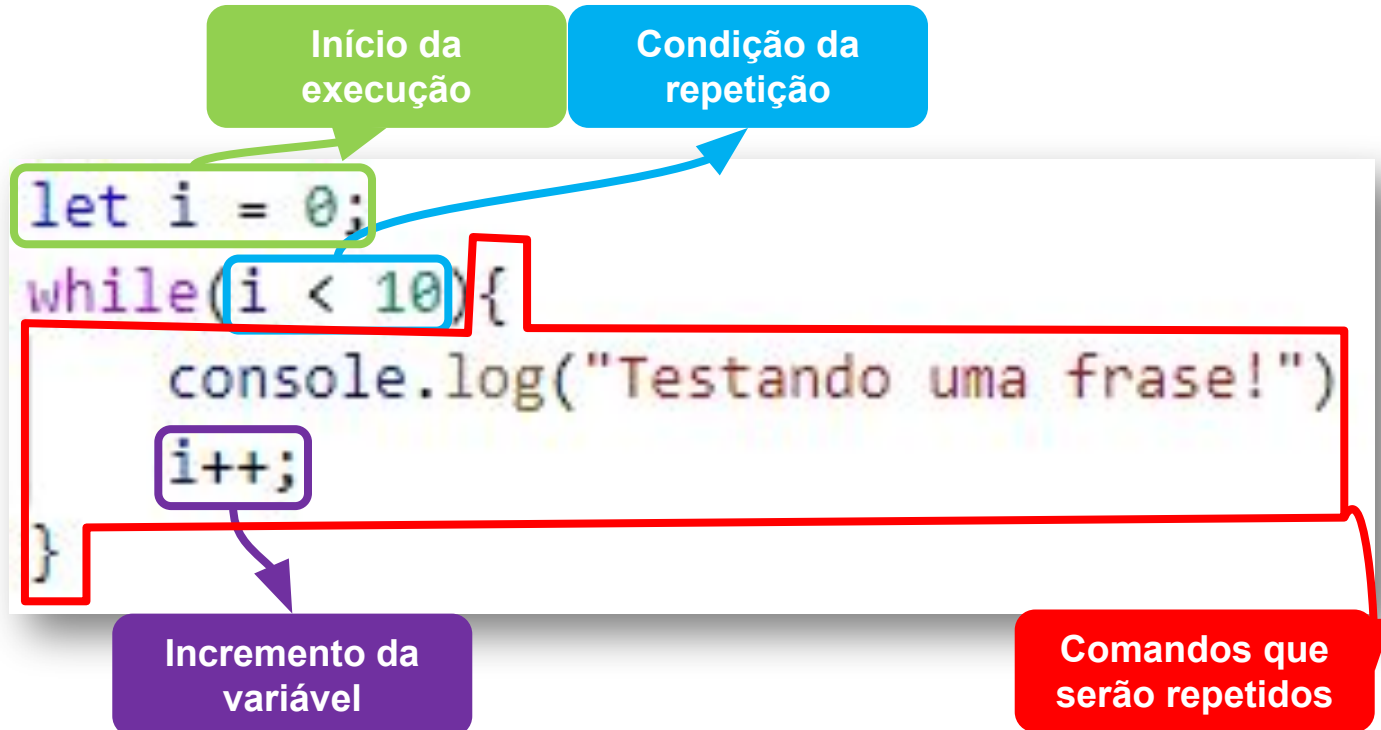 Início da
execução
Condição da
repetição
let i = 0;
while(i < 10){
console.log("Testando uma frase!")
i++;
}
Incremento da
variável
Comandos que
serão repetidos